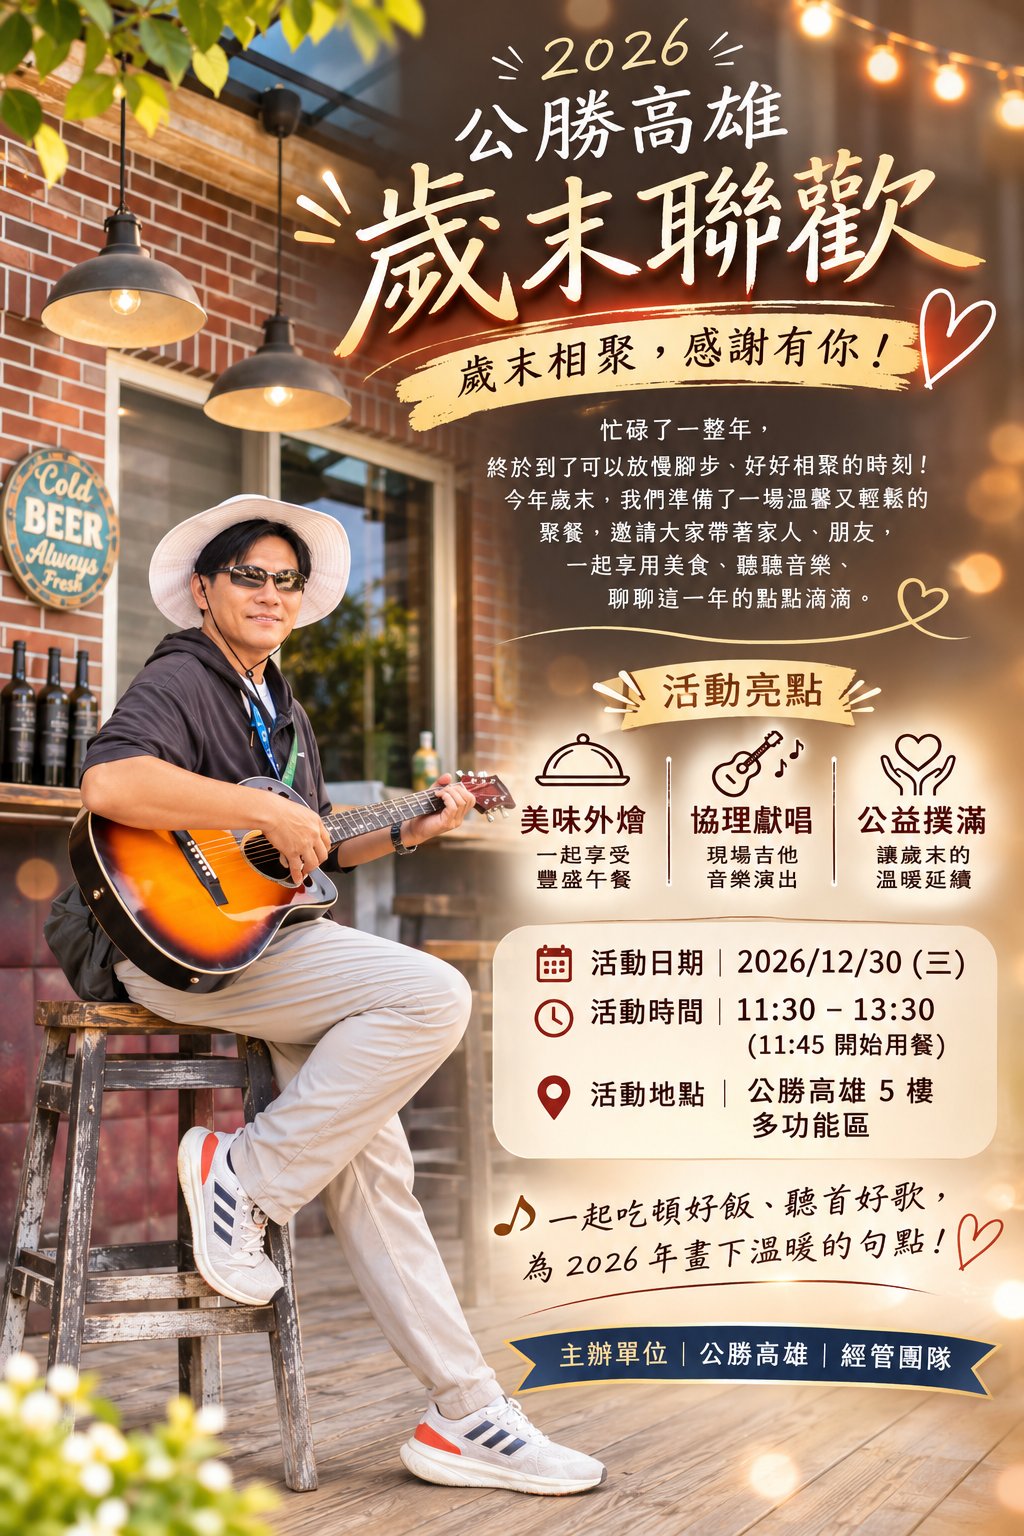 2026
公勝高雄
歲末聯歡
歲末相聚，感謝有你！
忙碌了一整年，
終於到了可以放慢腳步、好好相聚的時刻！
今年歲末，我們準備了一場溫馨又輕鬆的
聚餐，邀請大家帶著家人、朋友，
一起享用美食、聽聽音樂、
聊聊這一年的點點滴滴。
Cold
BEER
Always
Fresh
活動亮點
美味外燴
一起享受
豐盛午餐
協理獻唱
現場吉他
音樂演出
公益撲滿
讓歲末的
溫暖延續
活動日期｜2026/12/30 (三)
活動時間｜11:30 – 13:30
(11:45 開始用餐)
活動地點｜公勝高雄 5 樓
多功能區
一起吃頓好飯、聽首好歌，
為 2026 年畫下溫暖的句點！
主辦單位｜公勝高雄｜經管團隊